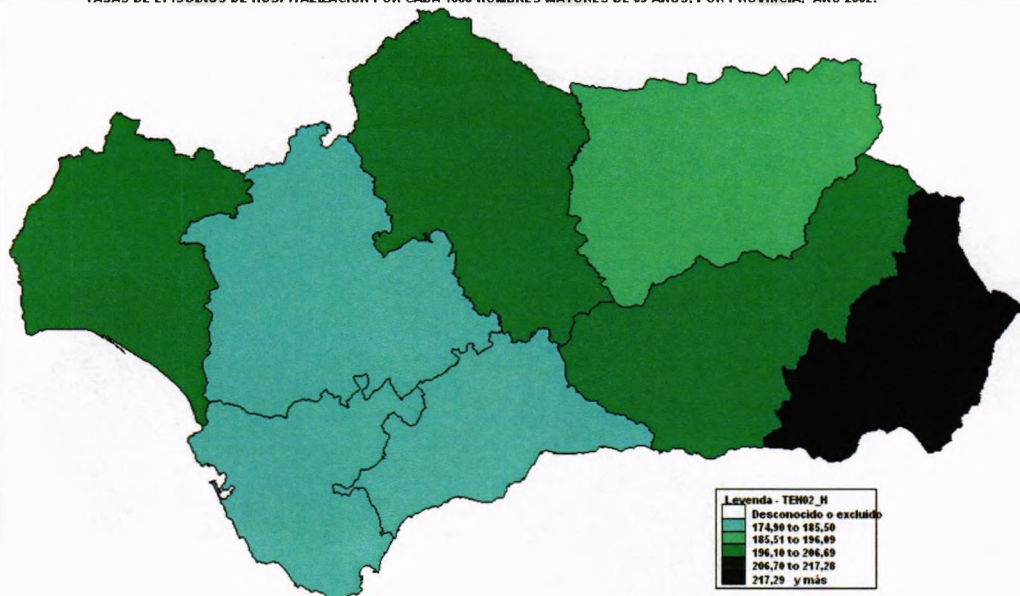 TASAS DE EPISODIOS DE HOSPITALIZACIÓN POR CADA 1000 HOMBRES MAYORES DE 65 AÑOS, POR PROVINCIA. AÑO 2002.
Leyenda - TEH02_H
Desconocido o excluido
174,90 to 185,50
185,51 to 196,09
196,10 to 206,69
206,70 to 217,28
217,29 y más